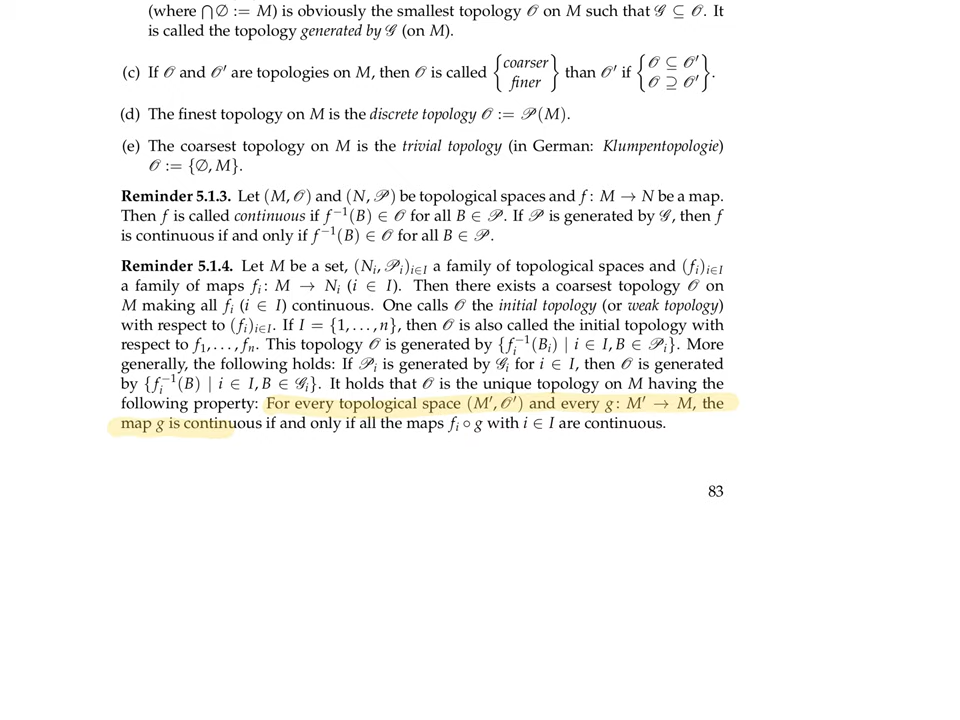 (where ⋂∅ := M) is obviously the smallest topology 𝒪 on M such that 𝒢 ⊆ 𝒪. It
is called the topology generated by 𝒢 (on M).
(c) If 𝒪 and 𝒪′ are topologies on M, then 𝒪 is called {coarser / finer} than 𝒪′ if {𝒪 ⊆ 𝒪′ / 𝒪 ⊇ 𝒪′}.
(d) The finest topology on M is the discrete topology 𝒪 := 𝒫(M).
(e) The coarsest topology on M is the trivial topology (in German: Klumpentopologie)
𝒪 := {∅, M}.
Reminder 5.1.3. Let (M, 𝒪) and (N, 𝒫) be topological spaces and f : M → N be a map.
Then f is called continuous if f⁻¹(B) ∈ 𝒪 for all B ∈ 𝒫. If 𝒫 is generated by 𝒢, then f
is continuous if and only if f⁻¹(B) ∈ 𝒪 for all B ∈ 𝒫.
Reminder 5.1.4. Let M be a set, (Nᵢ, 𝒫ᵢ)ᵢ∈I a family of topological spaces and (fᵢ)ᵢ∈I
a family of maps fᵢ : M → Nᵢ (i ∈ I). Then there exists a coarsest topology 𝒪 on
M making all fᵢ (i ∈ I) continuous. One calls 𝒪 the initial topology (or weak topology)
with respect to (fᵢ)ᵢ∈I. If I = {1, . . . , n}, then 𝒪 is also called the initial topology with
respect to f₁, . . . , fₙ. This topology 𝒪 is generated by {fᵢ⁻¹(Bᵢ) | i ∈ I, B ∈ 𝒫ᵢ}. More
generally, the following holds: If 𝒫ᵢ is generated by 𝒢ᵢ for i ∈ I, then 𝒪 is generated
by {fᵢ⁻¹(B) | i ∈ I, B ∈ 𝒢ᵢ}. It holds that 𝒪 is the unique topology on M having the
following property: For every topological space (M′, 𝒪′) and every g : M′ → M, the
map g is continuous if and only if all the maps fᵢ ∘ g with i ∈ I are continuous.
83